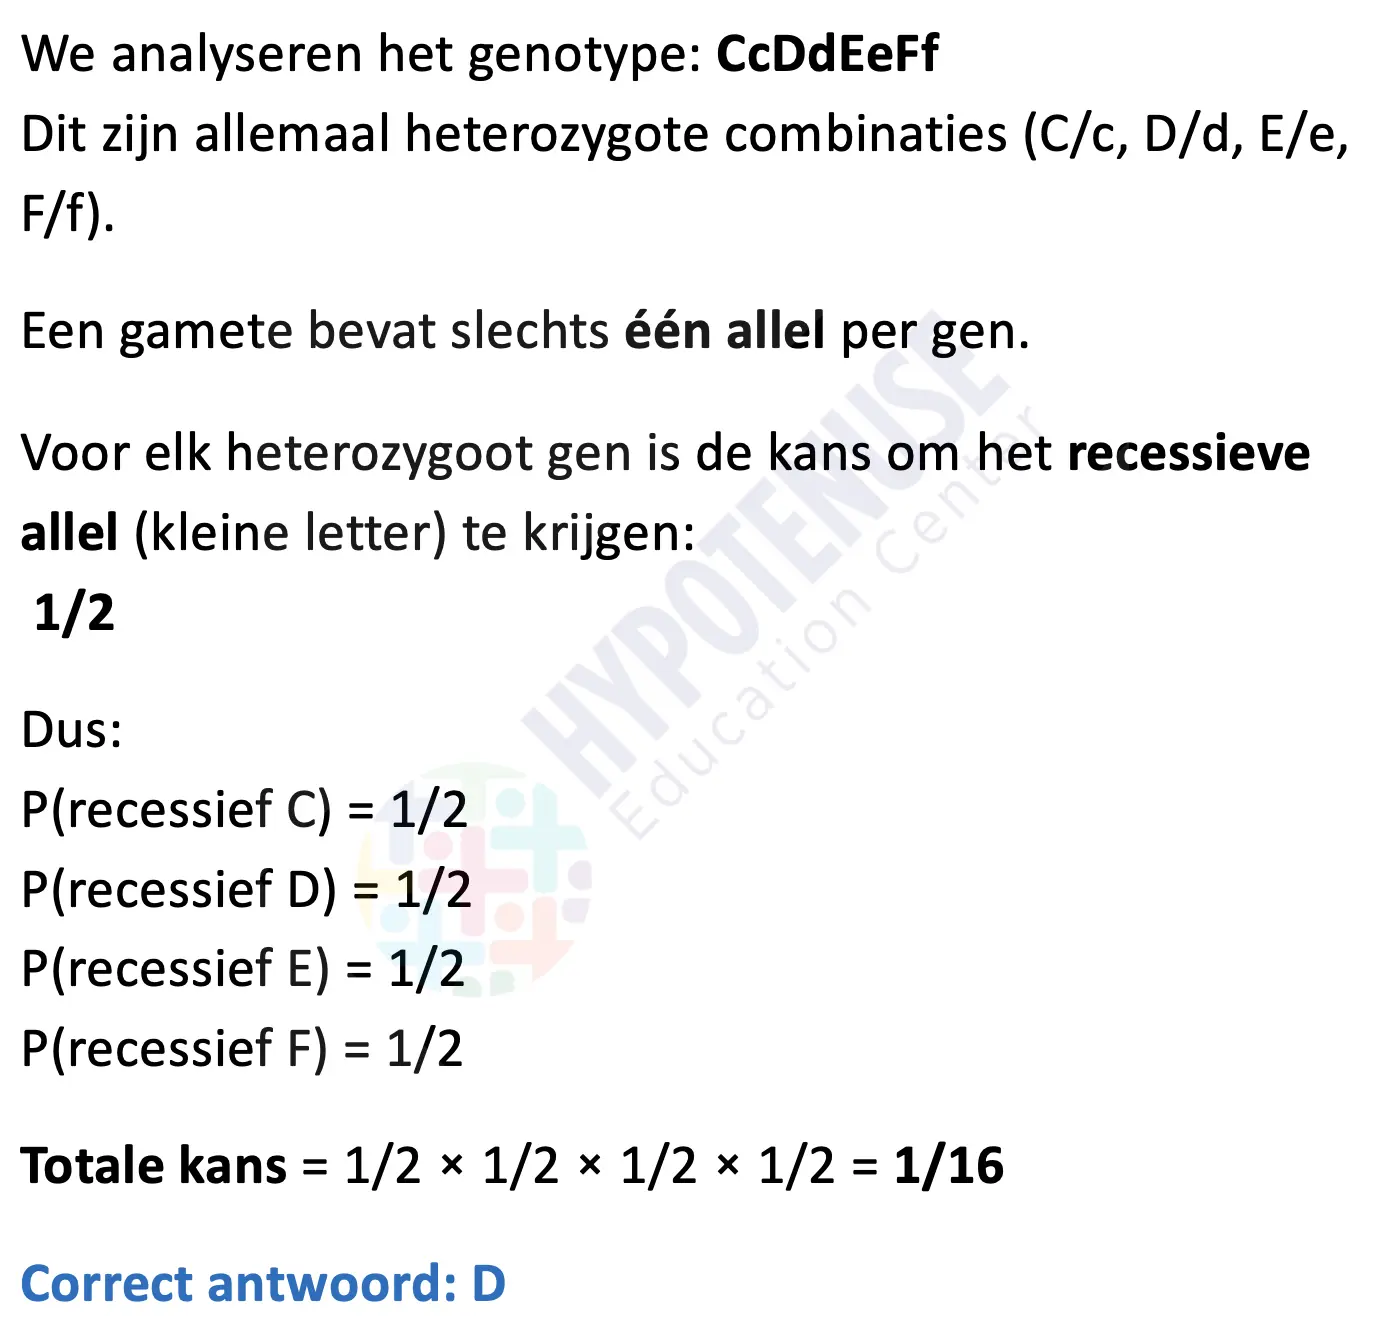 We analyseren het genotype: CcDdEeFf
Dit zijn allemaal heterozygote combinaties (C/c, D/d, E/e,
F/f).
Een gamete bevat slechts één allel per gen.
Voor elk heterozygoot gen is de kans om het recessieve
allel (kleine letter) te krijgen:
1/2
Dus:
P(recessief C) = 1/2
P(recessief D) = 1/2
P(recessief E) = 1/2
P(recessief F) = 1/2
Totale kans = 1/2 × 1/2 × 1/2 × 1/2 = 1/16
Correct antwoord: D
HYPOTENUSE
Education Center